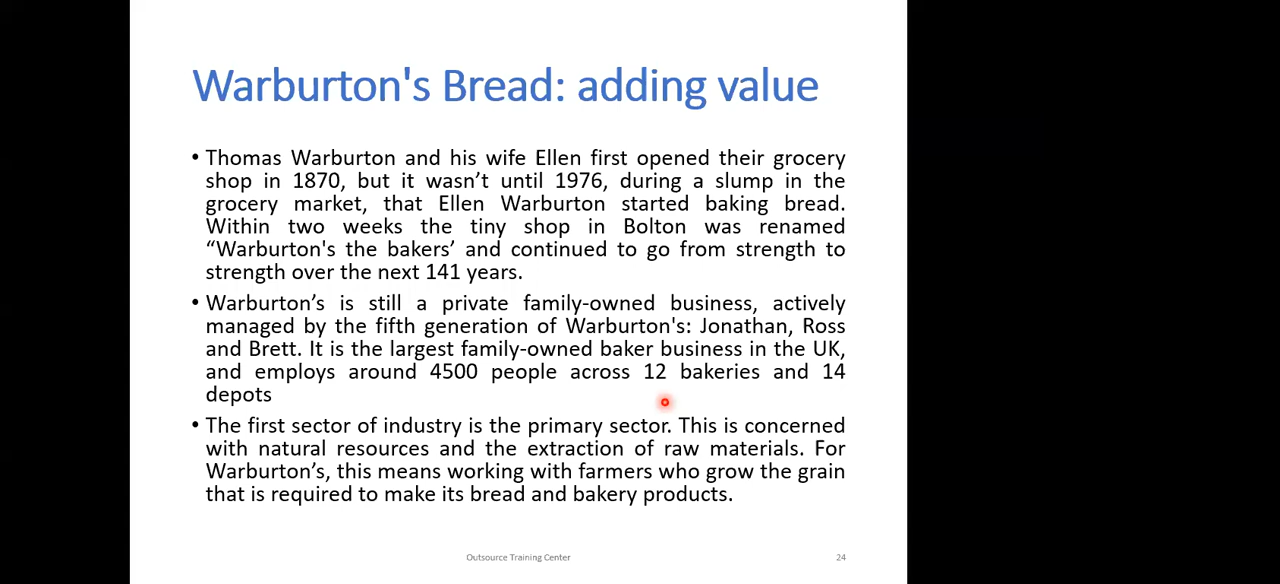 Warburton's Bread: adding value
• Thomas Warburton and his wife Ellen first opened their grocery
shop in 1870, but it wasn’t until 1976, during a slump in the
grocery market, that Ellen Warburton started baking bread.
Within two weeks the tiny shop in Bolton was renamed
“Warburton's the bakers’ and continued to go from strength to
strength over the next 141 years.
• Warburton’s is still a private family-owned business, actively
managed by the fifth generation of Warburton's: Jonathan, Ross
and Brett. It is the largest family-owned baker business in the UK,
and employs around 4500 people across 12 bakeries and 14
depots
• The first sector of industry is the primary sector. This is concerned
with natural resources and the extraction of raw materials. For
Warburton’s, this means working with farmers who grow the grain
that is required to make its bread and bakery products.
Outsource Training Center
24